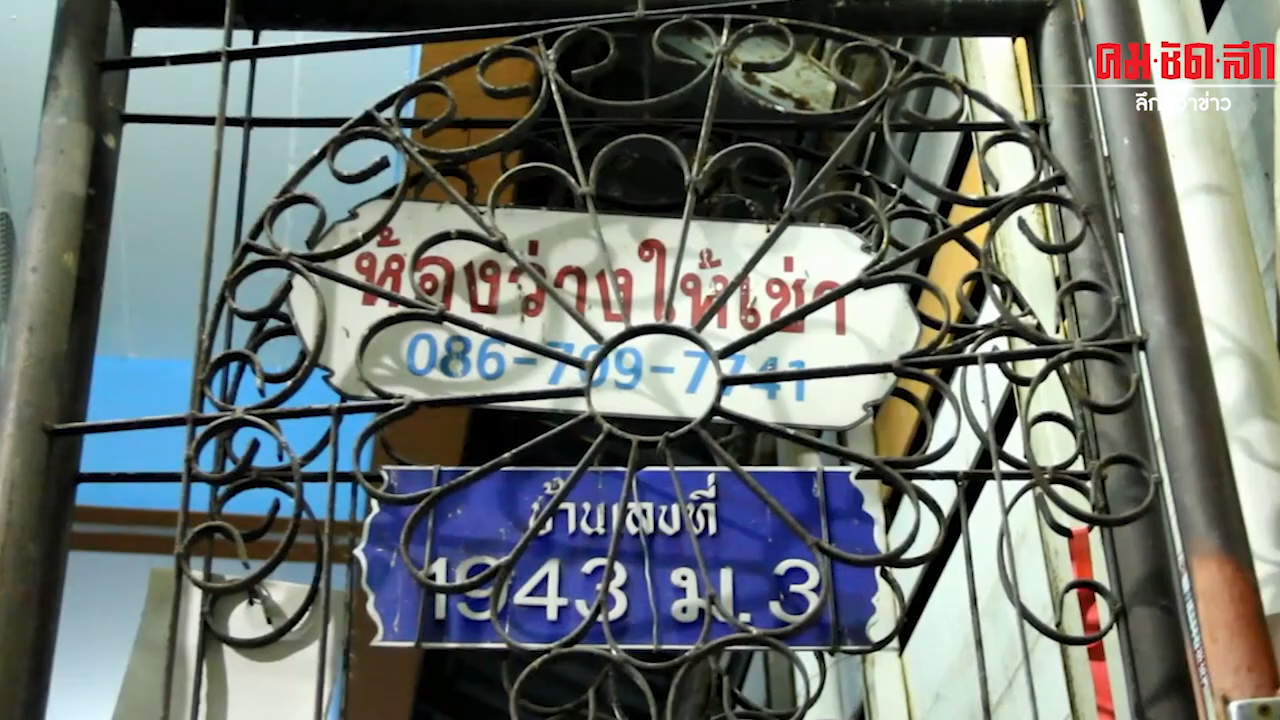 คม·ชัด·ลึก
ลึกกว่าข่าว
ห้องว่างให้เช่า
086-709-7741
บ้านเลขที่
1943 ม.3